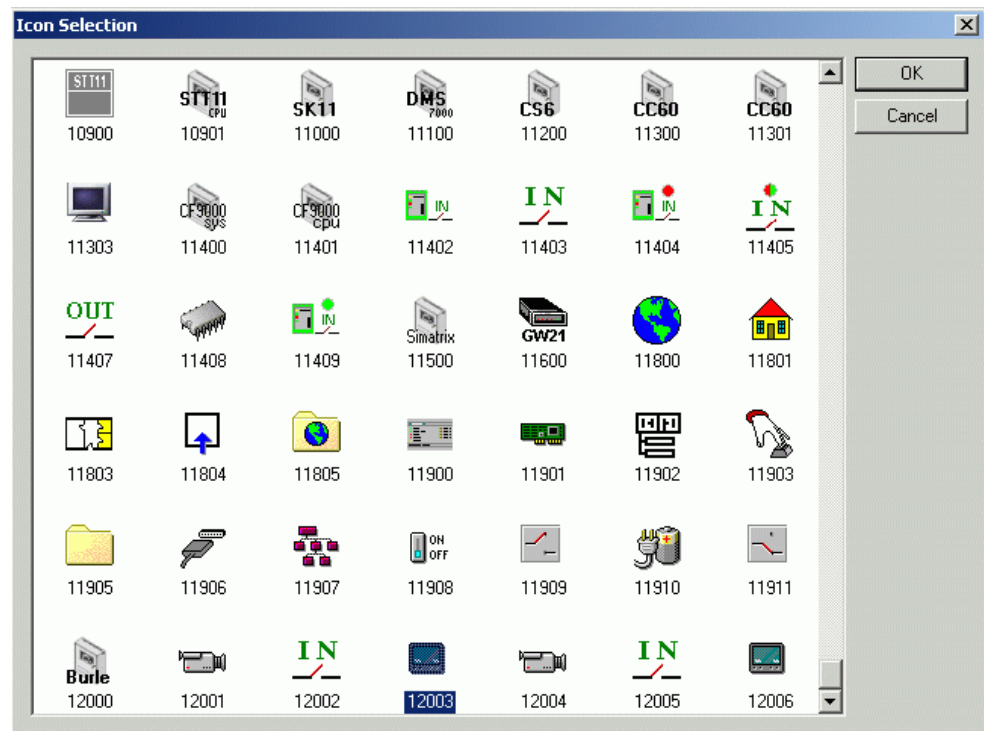 Icon Selection
OK
Cancel
STT11
STT11
CPU
SK11
DMS
7000
CS6
CC60
CC60
10900 10901 11000 11100 11200 11300 11301
CF9000
sys
CF9000
cpu
IN
IN
IN
IN
11303 11400 11401 11402 11403 11404 11405
OUT
IN
Simatrix
GW21
11407 11408 11409 11500 11600 11800 11801
11803 11804 11805 11900 11901 11902 11903
ON
OFF
11905 11906 11907 11908 11909 11910 11911
Burle
IN
IN
12000 12001 12002 12003 12004 12005 12006